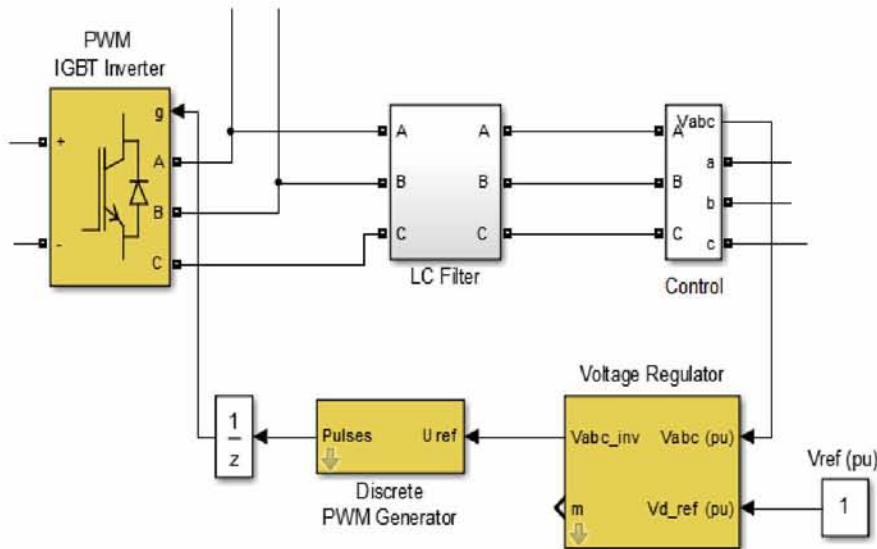 PWM
IGBT Inverter
g
+
A
B
-
C
A A
B B
C C
LC Filter
Vabc
A
a
B
b
C
c
Control
Voltage Regulator
1
z
Pulses U ref
Discrete
PWM Generator
Vabc_inv Vabc (pu)
m Vd_ref (pu)
Vref (pu)
1